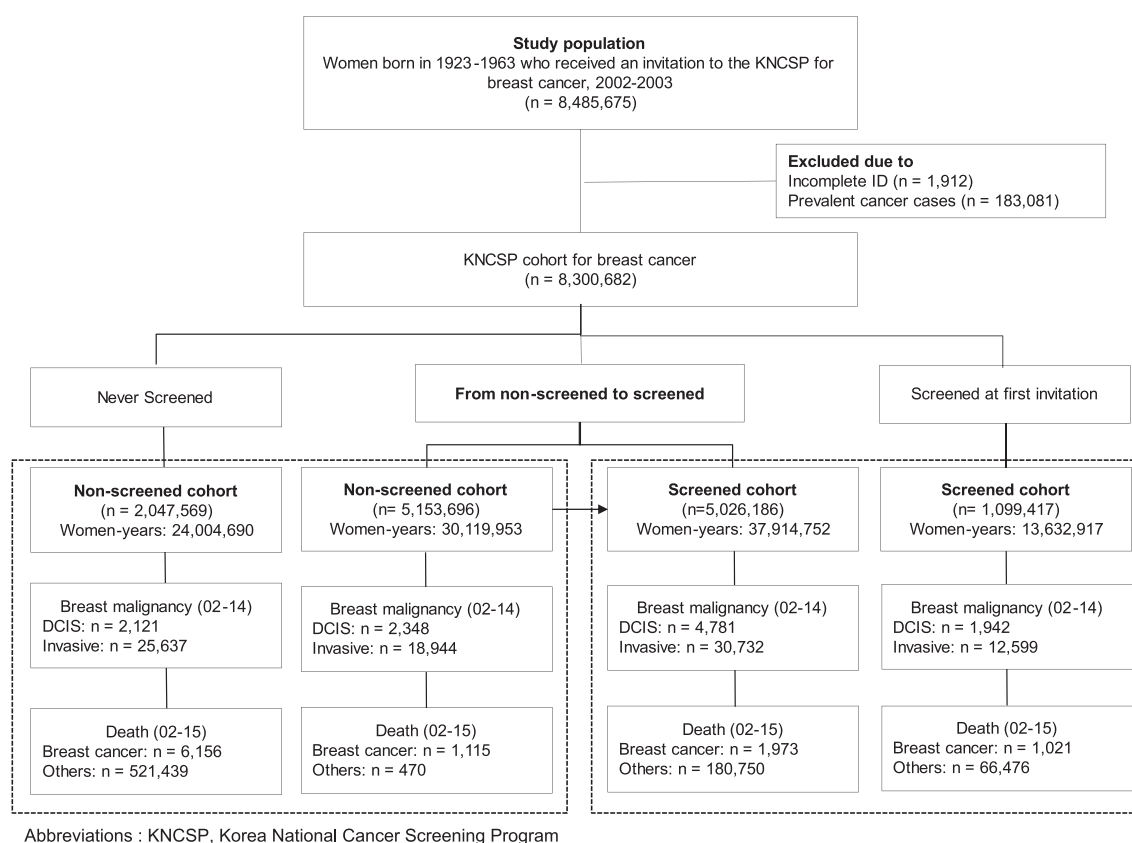 Study population
Women born in 1923-1963 who received an invitation to the KNCSP for
breast cancer, 2002-2003
(n = 8,485,675)
Excluded due to
Incomplete ID (n = 1,912)
Prevalent cancer cases (n = 183,081)
KNCSP cohort for breast cancer
(n = 8,300,682)
Never Screened
From non-screened to screened
Screened at first invitation
Non-screened cohort
(n = 2,047,569)
Women-years: 24,004,690
Non-screened cohort
(n= 5,153,696)
Women-years: 30,119,953
Screened cohort
(n=5,026,186)
Women-years: 37,914,752
Screened cohort
(n= 1,099,417)
Women-years: 13,632,917
Breast malignancy (02-14)
DCIS: n = 2,121
Invasive: n = 25,637
Breast malignancy (02-14)
DCIS: n = 2,348
Invasive: n = 18,944
Breast malignancy (02-14)
DCIS: n = 4,781
Invasive: n = 30,732
Breast malignancy (02-14)
DCIS: n = 1,942
Invasive: n = 12,599
Death (02-15)
Breast cancer: n = 6,156
Others: n = 521,439
Death (02-15)
Breast cancer: n = 1,115
Others: n = 470
Death (02-15)
Breast cancer: n = 1,973
Others: n = 180,750
Death (02-15)
Breast cancer: n = 1,021
Others: n = 66,476
Abbreviations : KNCSP, Korea National Cancer Screening Program